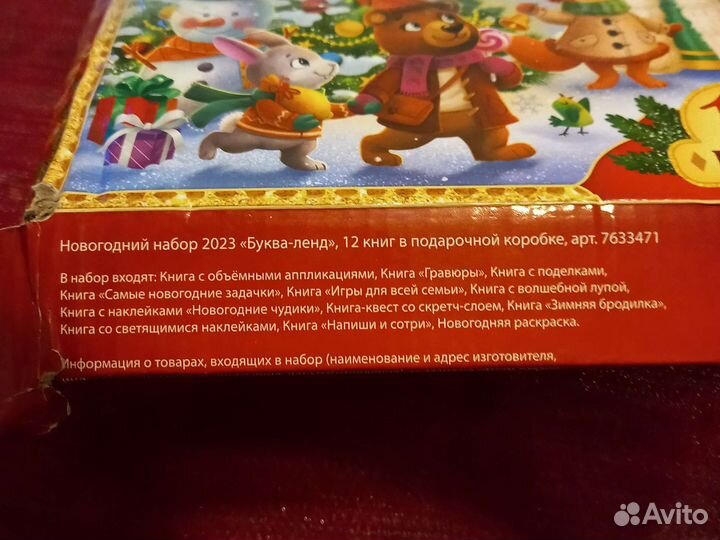 Новогодний набор 2023 «Буква-ленд», 12 книг в подарочной коробке, арт. 7633471
В набор входят: Книга с объёмными аппликациями, Книга «Гравюры», Книга с поделками,
Книга «Самые новогодние задачки», Книга «Игры для всей семьи», Книга с волшебной лупой,
Книга с наклейками «Новогодние чудики», Книга-квест со скретч-слоем, Книга «Зимняя бродилка»,
Книга со светящимися наклейками, Книга «Напиши и сотри», Новогодняя раскраска.
Информация о товарах, входящих в набор (наименование и адрес изготовителя,
Avito